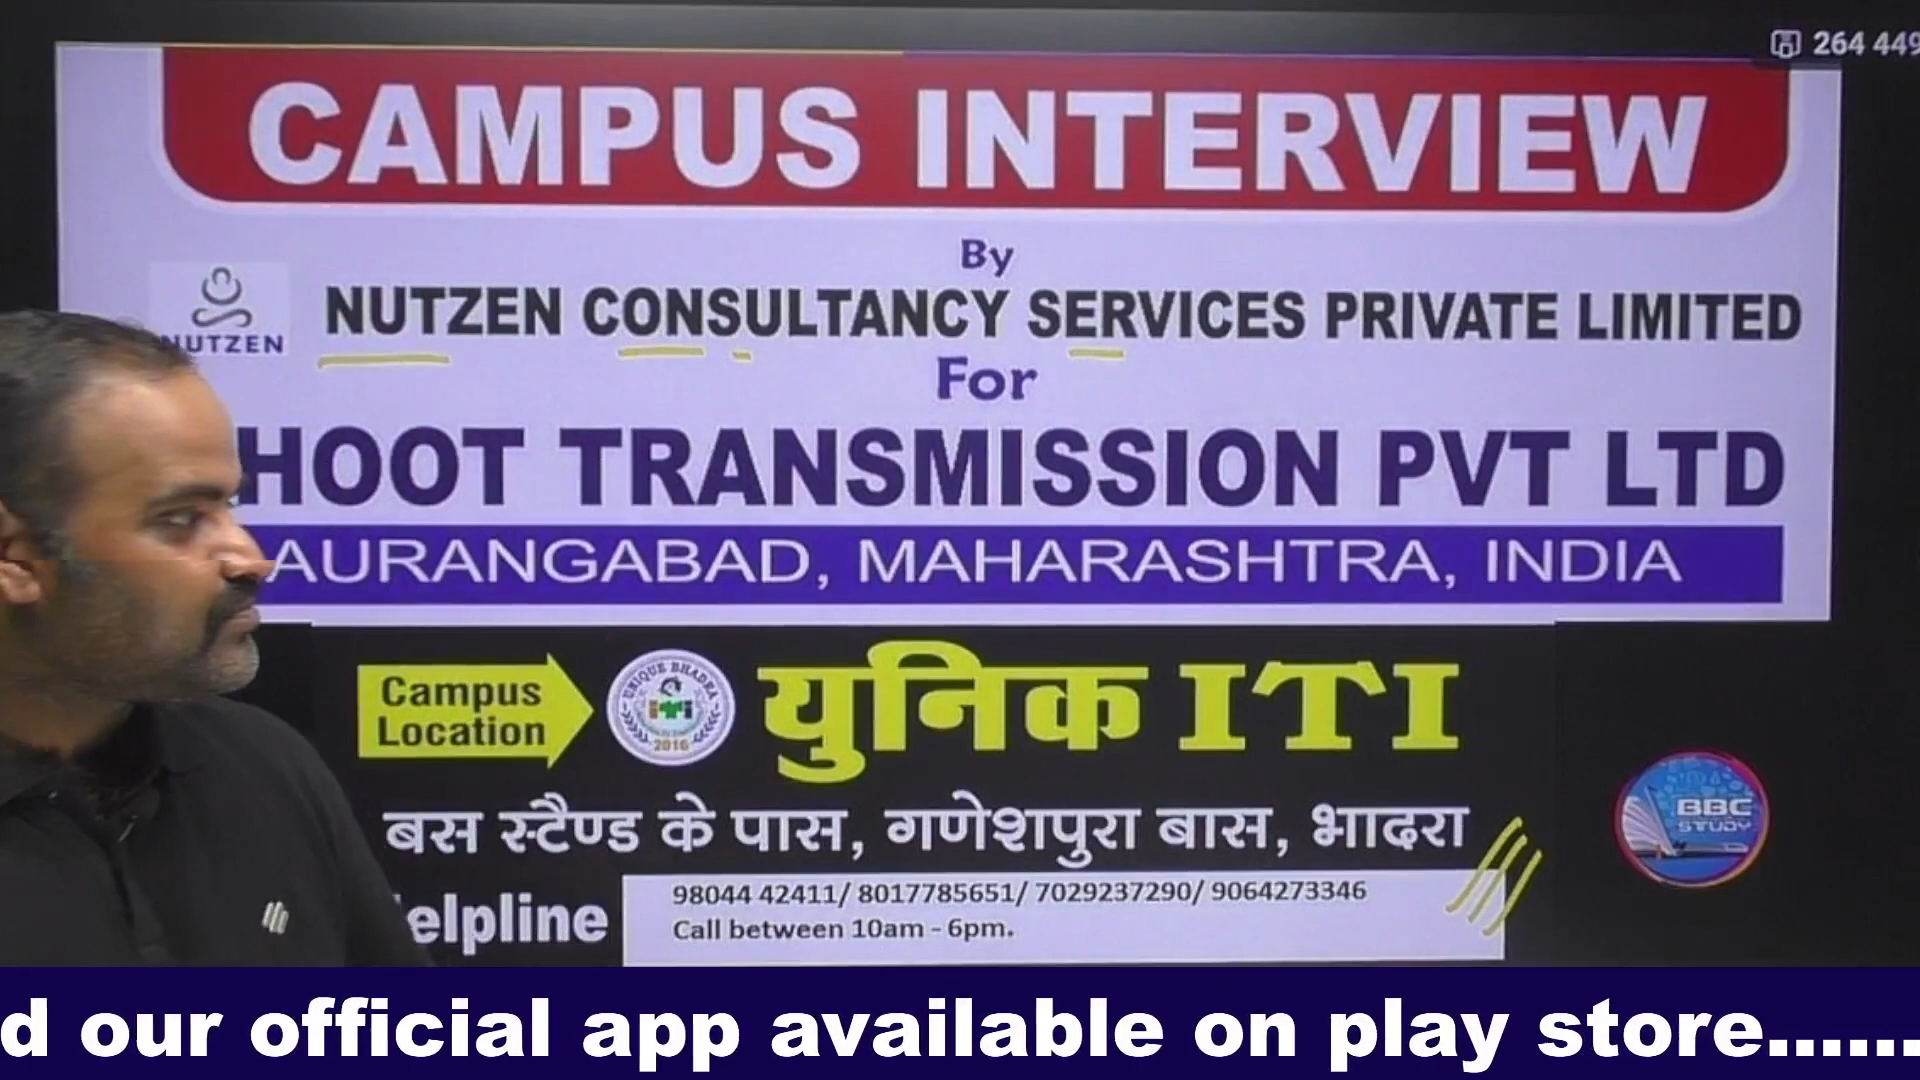 264 449
CAMPUS INTERVIEW
By
NUTZEN
NUTZEN CONSULTANCY SERVICES PRIVATE LIMITED
For
HOOT TRANSMISSION PVT LTD
AURANGABAD, MAHARASHTRA, INDIA
Campus
Location
UNIQUE BHADRA
iTi
2016
युनिक ITI
बस स्टैण्ड के पास, गणेशपुरा बास, भादरा
BBC
STUDY
elpline
98044 42411/ 8017785651/ 7029237290/ 9064273346
Call between 10am - 6pm.
d our official app available on play store......